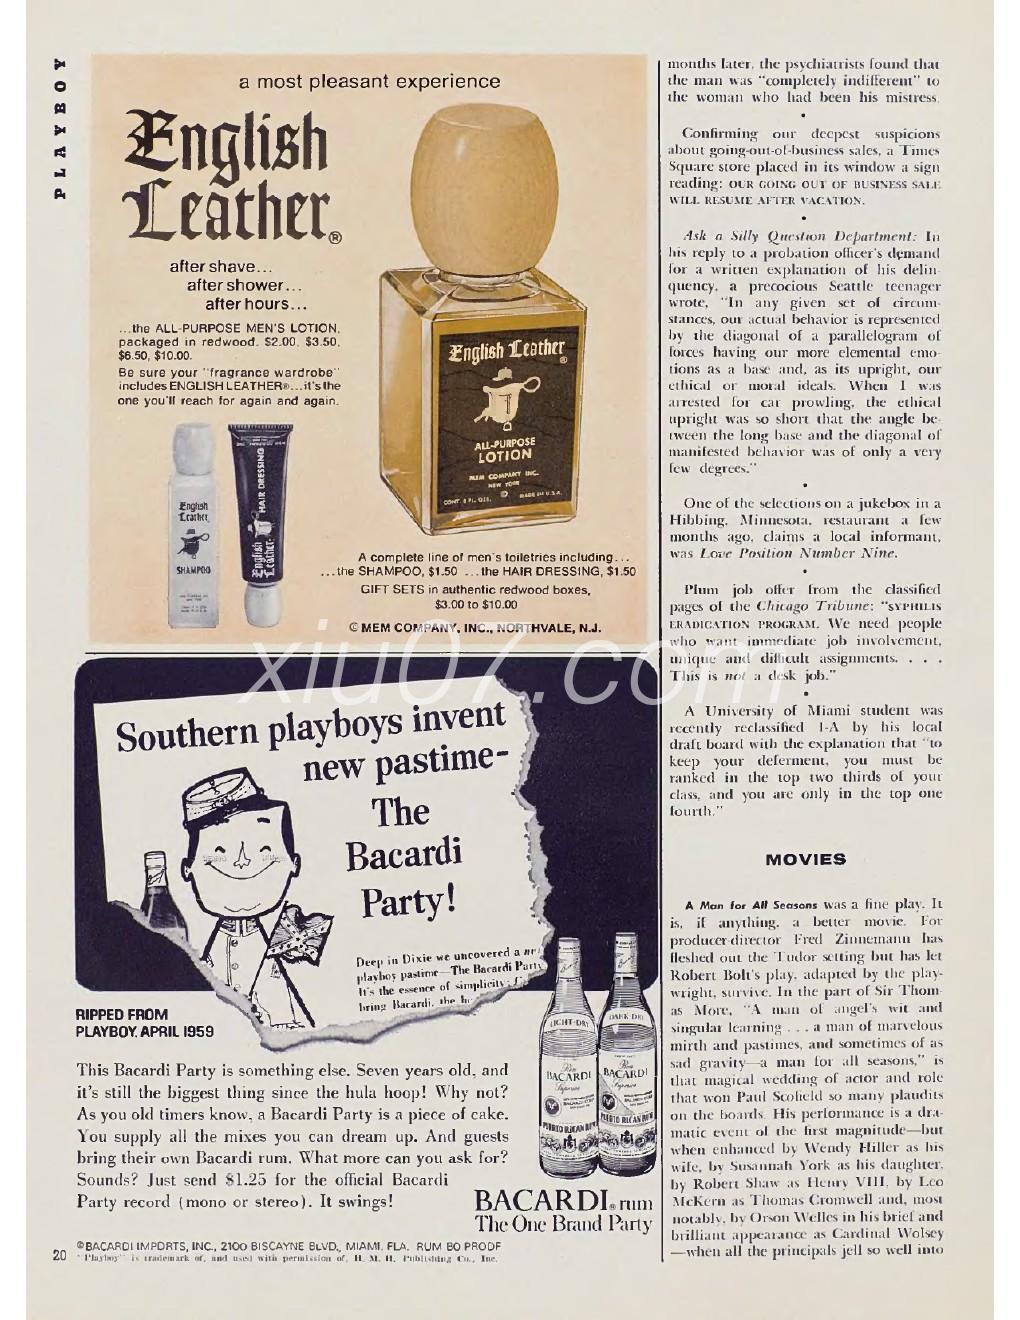 PLAYBOY
a most pleasant experience
English
Leather®
after shave...
after shower...
after hours...
...the ALL-PURPOSE MEN'S LOTION,
packaged in redwood. $2.00, $3.50,
$6.50, $10.00.
Be sure your "fragrance wardrobe"
includes ENGLISH LEATHER®...it's the
one you'll reach for again and again.
English Leather®
ALL-PURPOSE
LOTION
MEM COMPANY INC.
NEW YORK
CONT. 8 FL. OZS.
MADE IN U.S.A.
English
Leather
SHAMPOO
English Leather
HAIR DRESSING
A complete line of men's toiletries including...
...the SHAMPOO, $1.50 ...the HAIR DRESSING, $1.50
GIFT SETS in authentic redwood boxes,
$3.00 to $10.00
© MEM COMPANY, INC., NORTHVALE, N.J.
xiu07.com
Southern playboys invent
new pastime-
The
Bacardi
Party!
Deep in Dixie we uncovered a
playboy pastime—The Bacardi Party
It's the essence of simplicity:
bring Bacardi, the
RIPPED FROM
PLAYBOY, APRIL 1959
This Bacardi Party is something else. Seven years old, and
it's still the biggest thing since the hula hoop! Why not?
As you old timers know, a Bacardi Party is a piece of cake.
You supply all the mixes you can dream up. And guests
bring their own Bacardi rum. What more can you ask for?
Sounds? Just send $1.25 for the official Bacardi
Party record (mono or stereo). It swings!
LIGHT-DRY
BACARDI
Superior
PUERTO RICAN RUM
DARK-DRY
BACARDI
Superior
PUERTO RICAN RUM
BACARDI® rum
The One Brand Party
©BACARDI IMPORTS, INC., 2100 BISCAYNE BLVD., MIAMI, FLA. RUM 80 PROOF
"Playboy" is trademark of, and used with permission of, H. M. H. Publishing Co., Inc.
20
months later, the psychiatrists found that
the man was "completely indifferent" to
the woman who had been his mistress.
•
Confirming our deepest suspicions
about going-out-of-business sales, a Times
Square store placed in its window a sign
reading: OUR GOING OUT OF BUSINESS SALE
WILL RESUME AFTER VACATION.
•
Ask a Silly Question Department: In
his reply to a probation officer's demand
for a written explanation of his delin-
quency, a precocious Seattle teenager
wrote, "In any given set of circum-
stances, our actual behavior is represented
by the diagonal of a parallelogram of
forces having our more elemental emo-
tions as a base and, as its upright, our
ethical or moral ideals. When I was
arrested for car prowling, the ethical
upright was so short that the angle be-
tween the long base and the diagonal of
manifested behavior was of only a very
few degrees."
•
One of the selections on a jukebox in a
Hibbing, Minnesota, restaurant a few
months ago, claims a local informant,
was Love Position Number Nine.
•
Plum job offer from the classified
pages of the Chicago Tribune: "SYPHILIS
ERADICATION PROGRAM. We need people
who want immediate job involvement,
unique and difficult assignments. . . .
This is not a desk job."
•
A University of Miami student was
recently reclassified 1-A by his local
draft board with the explanation that "to
keep your deferment, you must be
ranked in the top two thirds of your
class, and you are only in the top one
fourth."
MOVIES
A Man for All Seasons was a fine play. It
is, if anything, a better movie. For
producer-director Fred Zinnemann has
fleshed out the Tudor setting but has let
Robert Bolt's play, adapted by the play-
wright, survive. In the part of Sir Thom-
as More, "A man of angel's wit and
singular learning . . . a man of marvelous
mirth and pastimes, and sometimes of as
sad gravity—a man for all seasons," is
that magical wedding of actor and role
that won Paul Scofield so many plaudits
on the boards. His performance is a dra-
matic event of the first magnitude—but
when enhanced by Wendy Hiller as his
wife, by Susannah York as his daughter,
by Robert Shaw as Henry VIII, by Leo
McKern as Thomas Cromwell and, most
notably, by Orson Welles in his brief and
brilliant appearance as Cardinal Wolsey
—when all the principals jell so well into